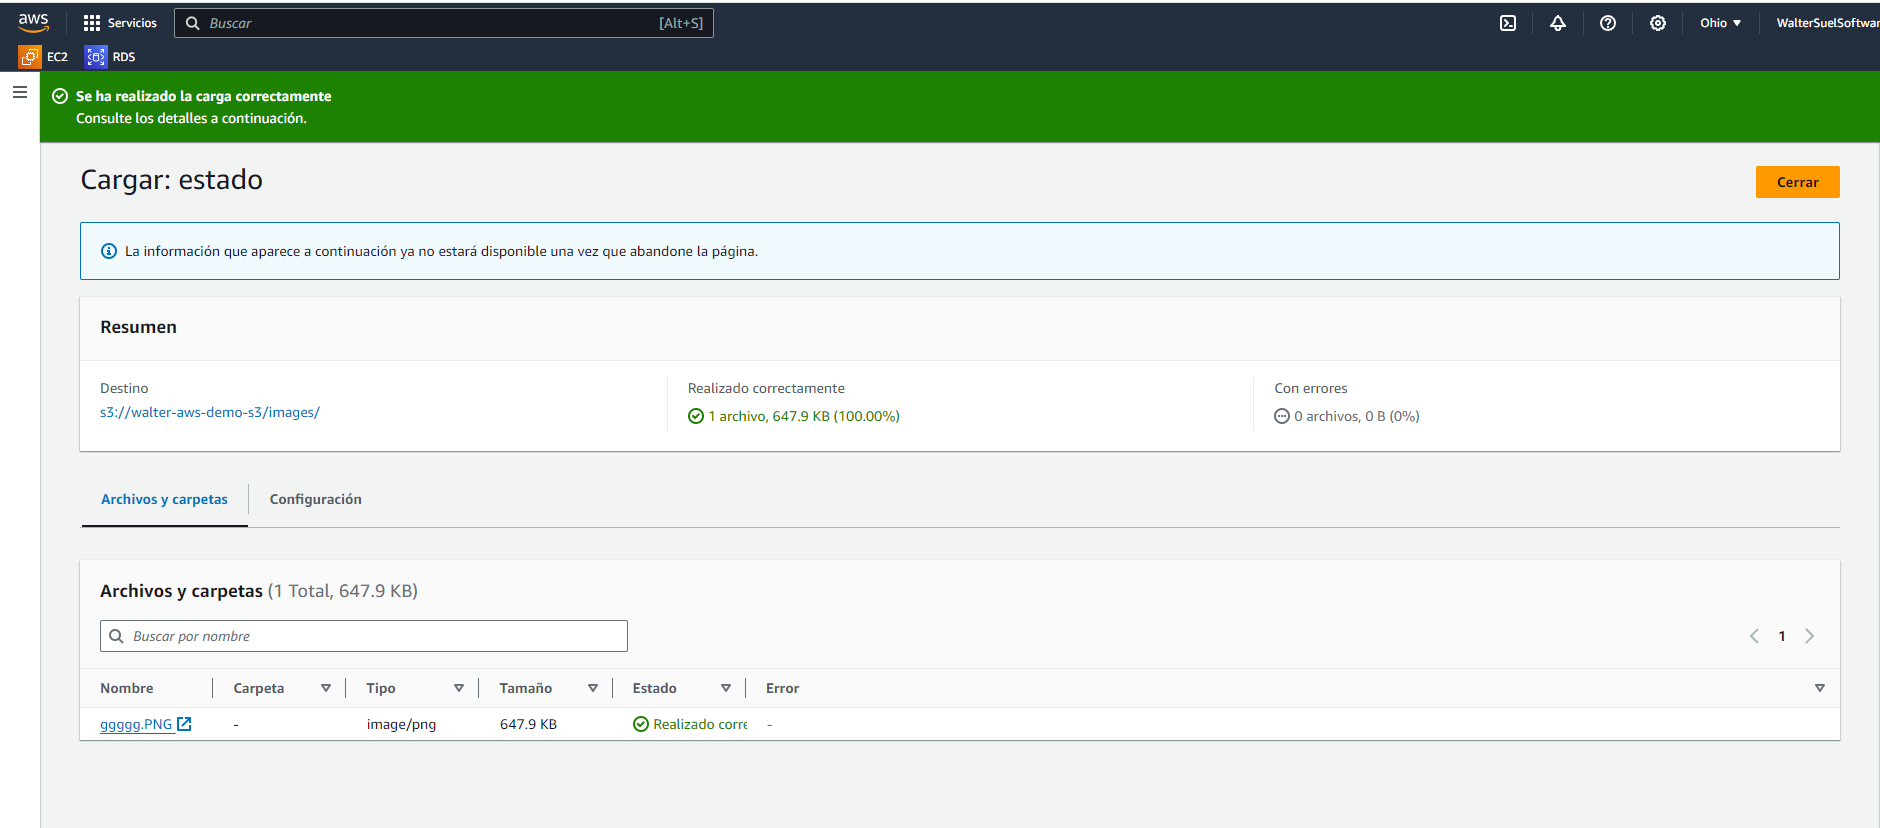 aws Servicios Buscar [Alt+S] Ohio WalterSuelSoftwar
EC2 RDS
Se ha realizado la carga correctamente
Consulte los detalles a continuación.
Cargar: estado
Cerrar
La información que aparece a continuación ya no estará disponible una vez que abandone la página.
Resumen
Destino Realizado correctamente Con errores
s3://walter-aws-demo-s3/images/ 1 archivo, 647.9 KB (100.00%) 0 archivos, 0 B (0%)
Archivos y carpetas Configuración
Archivos y carpetas (1 Total, 647.9 KB)
Buscar por nombre 1
Nombre Carpeta Tipo Tamaño Estado Error
ggggg.PNG - image/png 647.9 KB Realizado corre -